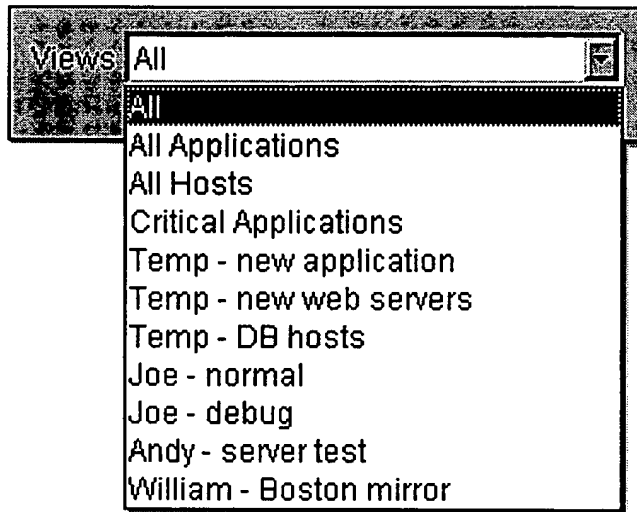 Views All
All
All Applications
All Hosts
Critical Applications
Temp - new application
Temp - new web servers
Temp - DB hosts
Joe - normal
Joe - debug
Andy - server test
William - Boston mirror